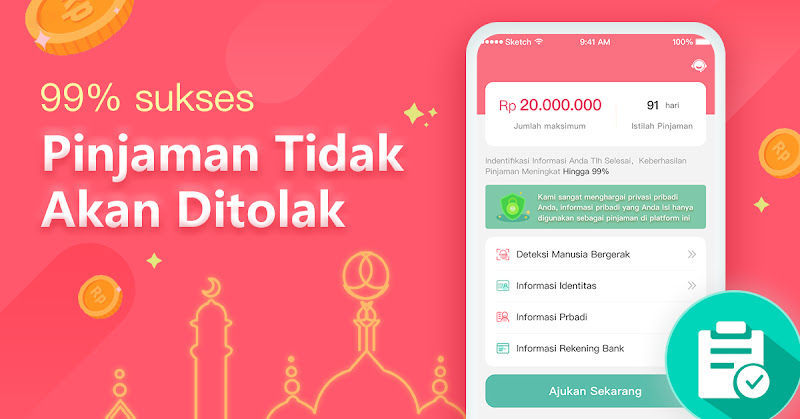 99% sukses
Pinjaman Tidak
Akan Ditolak
Sketch 9:41 AM 100%
Rp 20.000.000 91 hari
Jumlah maksimum Istilah Pinjaman
Indentifikasi Informasi Anda Tlh Selesai, Keberhasilan
Pinjaman Meningkat Hingga 99%
Kami sangat menghargai privasi pribadi
Anda, informasi pribadi yang Anda isi hanya
digunakan sebagai pinjaman di platform ini
Deteksi Manusia Bergerak
Informasi Identitas
Informasi Prbadi
Informasi Rekening Bank
Ajukan Sekarang
Rp
Rp
Rp